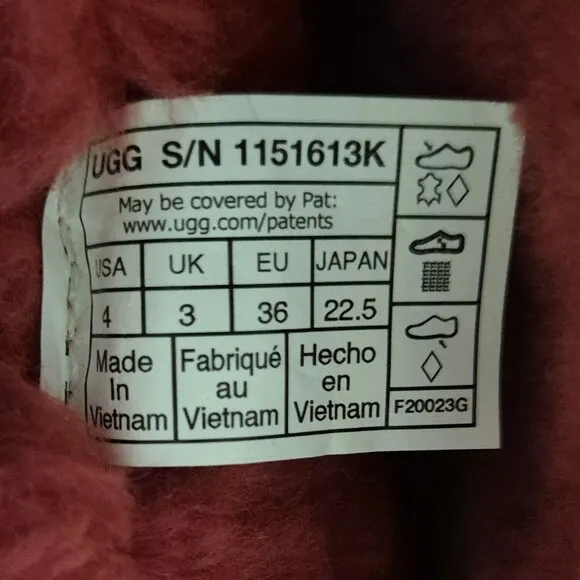 UGG S/N 1151613K
May be covered by Pat:
www.ugg.com/patents
USA UK EU JAPAN
4 3 36 22.5
Made
In
Vietnam
Fabriqué
au
Vietnam
Hecho
en
Vietnam
F20023G